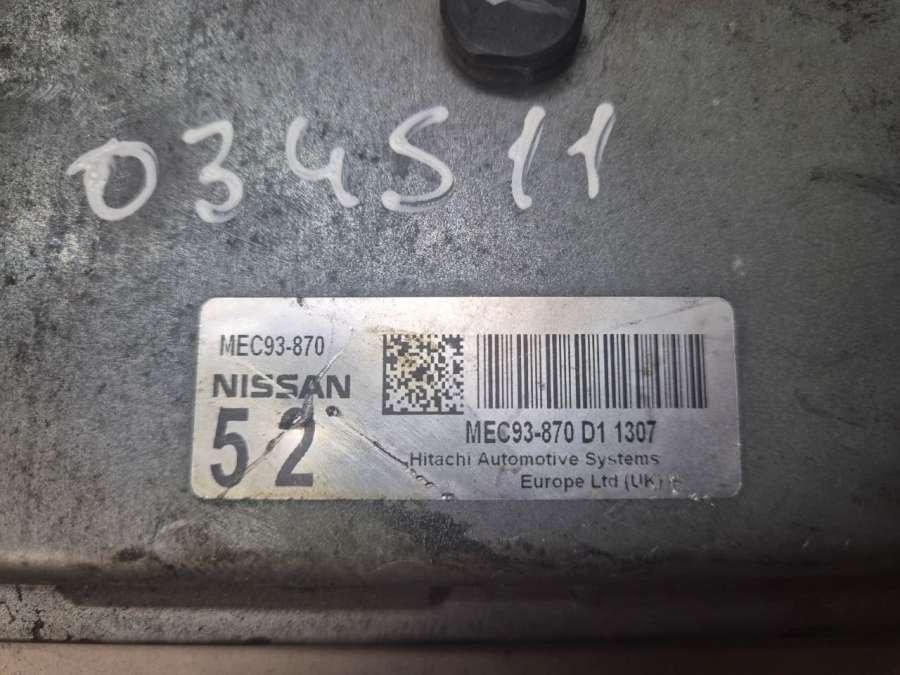 034511
MEC93-870
NISSAN
52
MEC93-870 D1 1307
Hitachi Automotive Systems
Europe Ltd (UK)